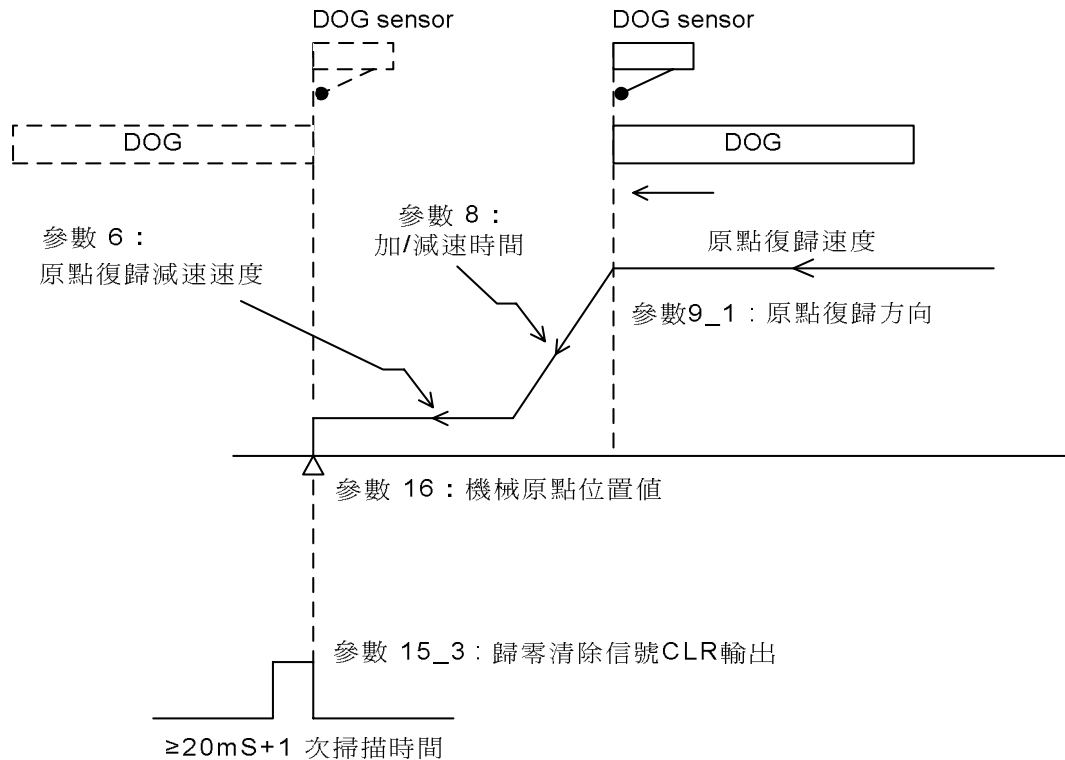 DOG sensor
DOG sensor
DOG
DOG
參數 6：
原點復歸減速速度
參數 8：
加/減速時間
原點復歸速度
參數9_1：原點復歸方向
參數 16：機械原點位置值
參數 15_3：歸零清除信號CLR輸出
≥20mS+1 次掃描時間